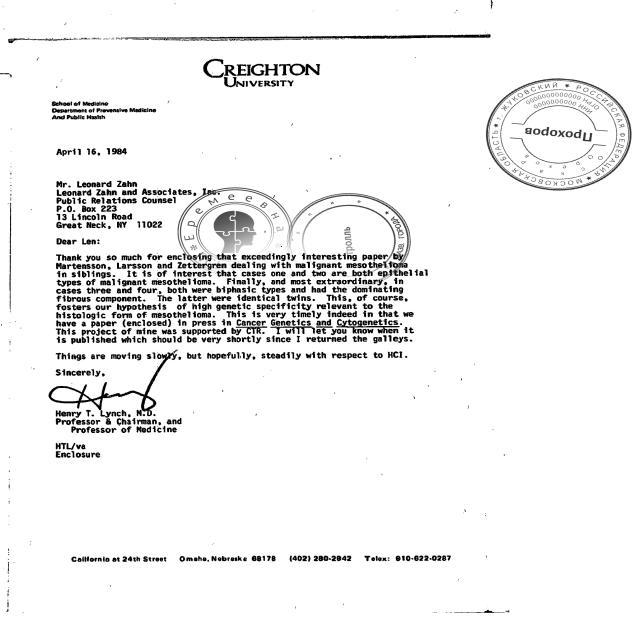 CREIGHTON
UNIVERSITY
School of Medicine
Department of Preventive Medicine
And Public Health
г. ЖУКОВСКИЙ ★ РОССИЙСКАЯ ФЕДЕРАЦИЯ ★ МОСКОВСКАЯ ОБЛАСТЬ ★
ОГРН 0000000000000
ИНН 0000000000
Прохоров
April 16, 1984
Mr. Leonard Zahn
Leonard Zahn and Associates, Inc.
Public Relations Counsel
P.O. Box 223
13 Lincoln Road
Great Neck, NY 11022
Еремеевна
Dear Len:
Thank you so much for enclosing that exceedingly interesting paper by
Martensson, Larsson and Zettergren dealing with malignant mesothelioma
in siblings. It is of interest that cases one and two are both epithelial
types of malignant mesothelioma. Finally, and most extraordinary, in
cases three and four, both were biphasic types and had the dominating
fibrous component. The latter were identical twins. This, of course,
fosters our hypothesis of high genetic specificity relevant to the
histologic form of mesothelioma. This is very timely indeed in that we
have a paper (enclosed) in press in Cancer Genetics and Cytogenetics.
This project of mine was supported by CTR. I will let you know when it
is published which should be very shortly since I returned the galleys.
Things are moving slowly, but hopefully, steadily with respect to HCI.
Sincerely,
Henry
Henry T. Lynch, M.D.
Professor & Chairman, and
Professor of Medicine
HTL/va
Enclosure
California at 24th Street Omaha, Nebraska 68178 (402) 280-2942 Telex: 910-622-0287